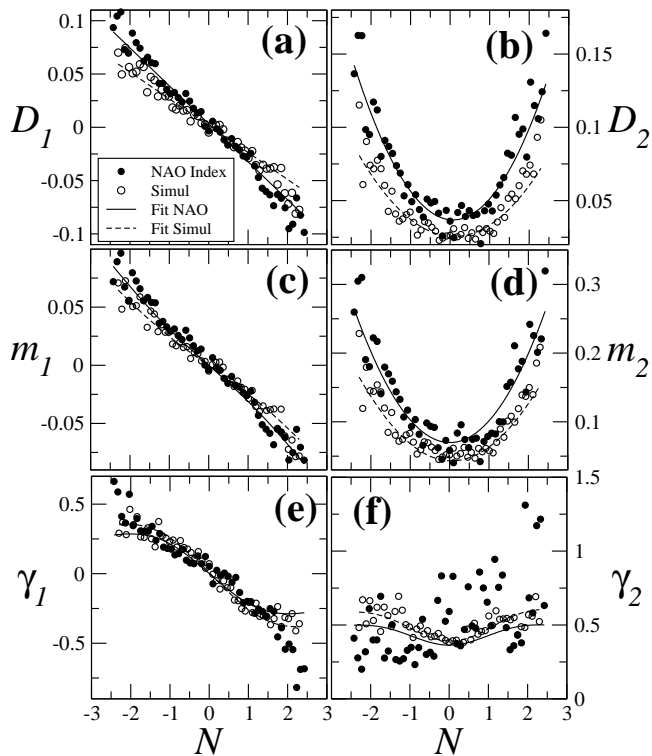 0.1
0.05
0
-0.05
-0.1
D1
(a)
NAO Index
Simul
Fit NAO
Fit Simul
(b)
0.15
0.1
0.05
D2
0.05
0
-0.05
m1
(c)
(d)
0.3
0.2
0.1
m2
0.5
0
-0.5
γ1
(e)
(f)
1.5
1
0.5
0
γ2
-3 -2 -1 0 1 2 -3 -2 -1 0 1 2 3
N N